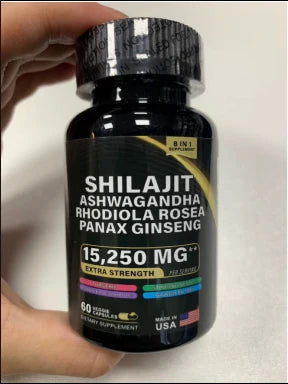 8 IN 1
SUPPLEMENT
SHILAJIT
ASHWAGANDHA
RHODIOLA ROSEA
PANAX GINSENG
15,250 MG**
EXTRA STRENGTH
PER SERVING
60 VEGGIE
CAPSULES
DIETARY SUPPLEMENT
MADE IN
USA